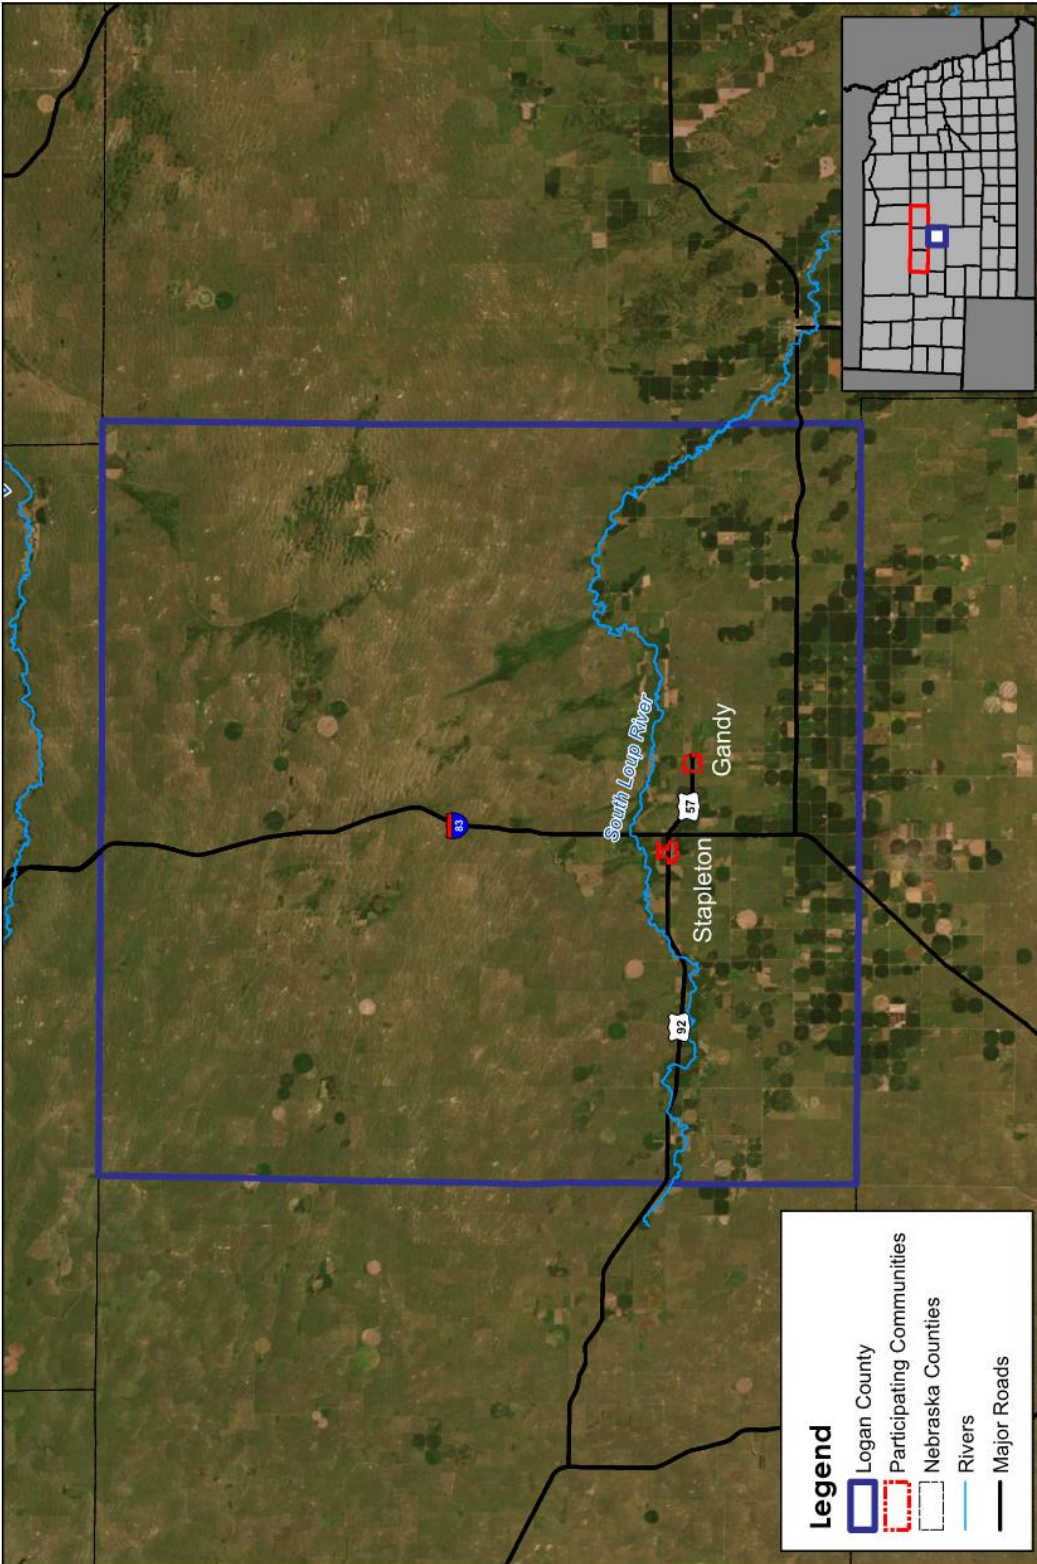 83
South Loup River
57
Stapleton
Gandy
92
Legend
Logan County
Participating Communities
Nebraska Counties
Rivers
Major Roads